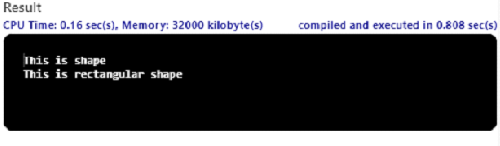 Result
CPU Time: 0.16 sec(s), Memory: 32000 kilobyte(s) compiled and executed in 0.808 sec(s)
This is shape
This is rectangular shape